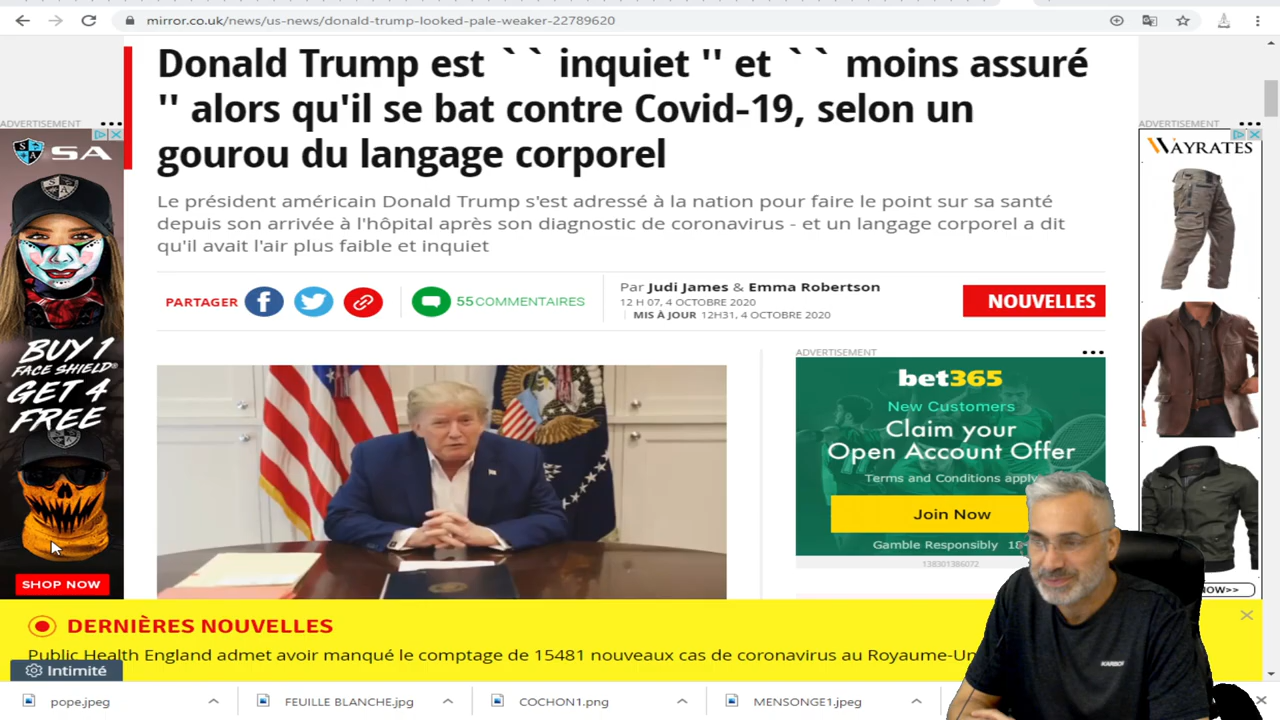 mirror.co.uk/news/us-news/donald-trump-looked-pale-weaker-22789620
Donald Trump est `` inquiet '' et `` moins assuré
'' alors qu'il se bat contre Covid-19, selon un
gourou du langage corporel
Le président américain Donald Trump s'est adressé à la nation pour faire le point sur sa santé
depuis son arrivée à l'hôpital après son diagnostic de coronavirus - et un langage corporel a dit
qu'il avait l'air plus faible et inquiet
PARTAGER
55 COMMENTAIRES
Par Judi James & Emma Robertson
12 H 07, 4 OCTOBRE 2020
MIS À JOUR 12H31, 4 OCTOBRE 2020
NOUVELLES
ADVERTISEMENT
SA
BUY 1
FACE SHIELD®
GET 4
FREE
SHOP NOW
ADVERTISEMENT
bet365
New Customers
Claim your
Open Account Offer
Terms and Conditions apply
Join Now
Gamble Responsibly
138301386072
ADVERTISEMENT
WAYRATES
NOW>>
DERNIÈRES NOUVELLES
Public Health England admet avoir manqué le comptage de 15481 nouveaux cas de coronavirus au Royaume-Un
Intimité
pope.jpeg
FEUILLE BLANCHE.jpg
COCHON1.png
MENSONGE1.jpeg